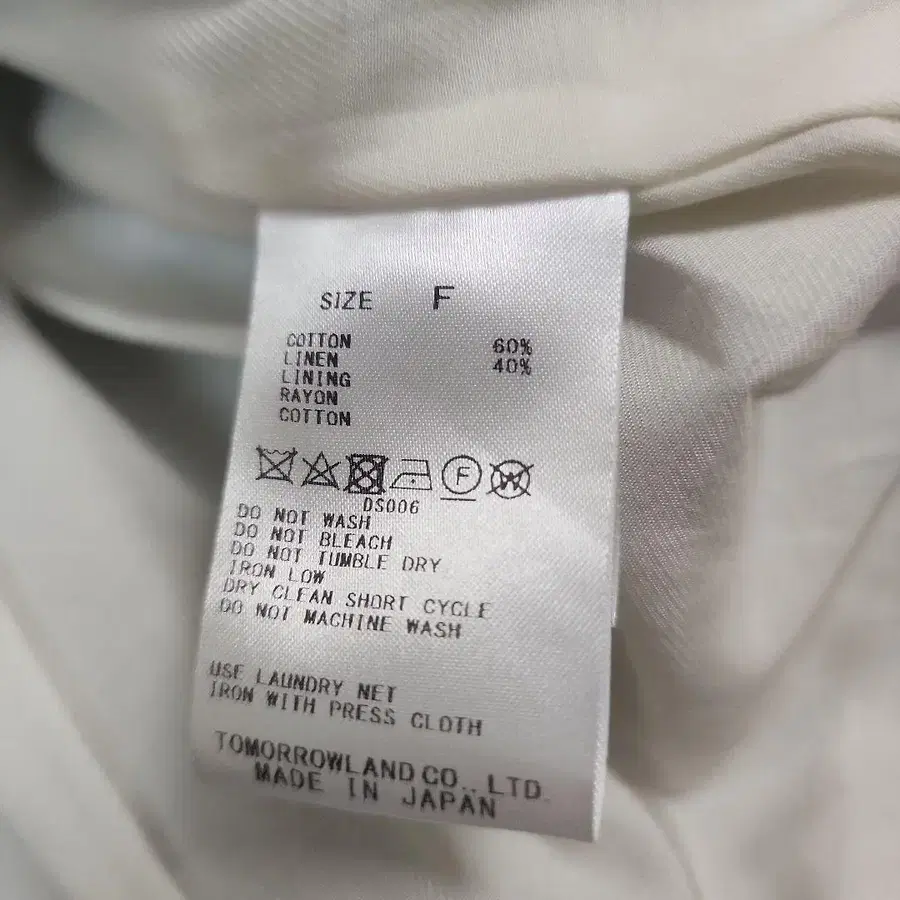 SIZE F
COTTON 60%
LINEN 40%
LINING
RAYON
COTTON
F W
DS006
DO NOT WASH
DO NOT BLEACH
DO NOT TUMBLE DRY
IRON LOW
DRY CLEAN SHORT CYCLE
DO NOT MACHINE WASH
USE LAUNDRY NET
IRON WITH PRESS CLOTH
TOMORROWLAND CO., LTD.
MADE IN JAPAN